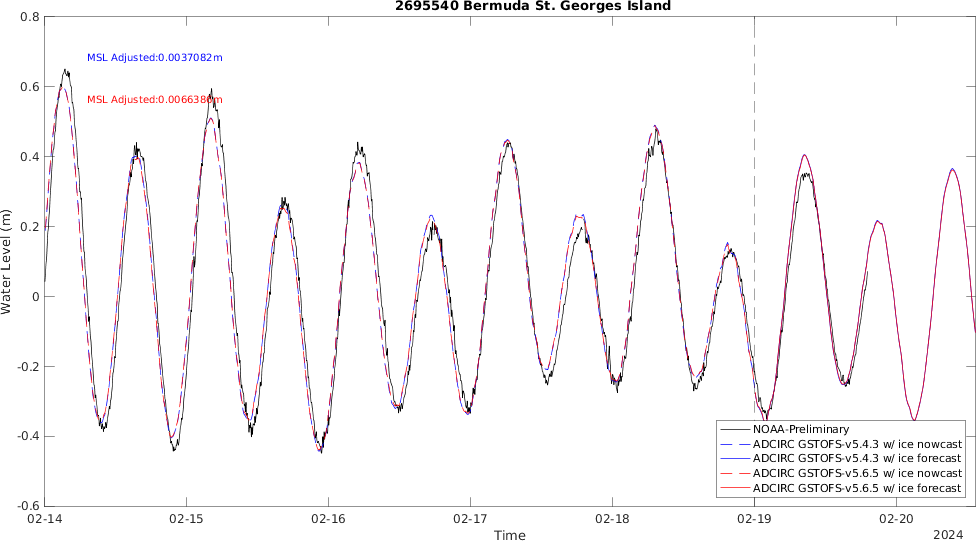 2695540 Bermuda St. Georges Island
0.8
MSL Adjusted:0.0037082m
0.6
MSL Adjusted:0.0066386m
0.4
0.2
Water Level (m)
0
-0.2
-0.4
NOAA-Preliminary
ADCIRC GSTOFS-v5.4.3 w/ ice nowcast
ADCIRC GSTOFS-v5.4.3 w/ ice forecast
ADCIRC GSTOFS-v5.6.5 w/ ice nowcast
ADCIRC GSTOFS-v5.6.5 w/ ice forecast
-0.6
02-14 02-15 02-16 02-17 02-18 02-19 02-20
Time
2024